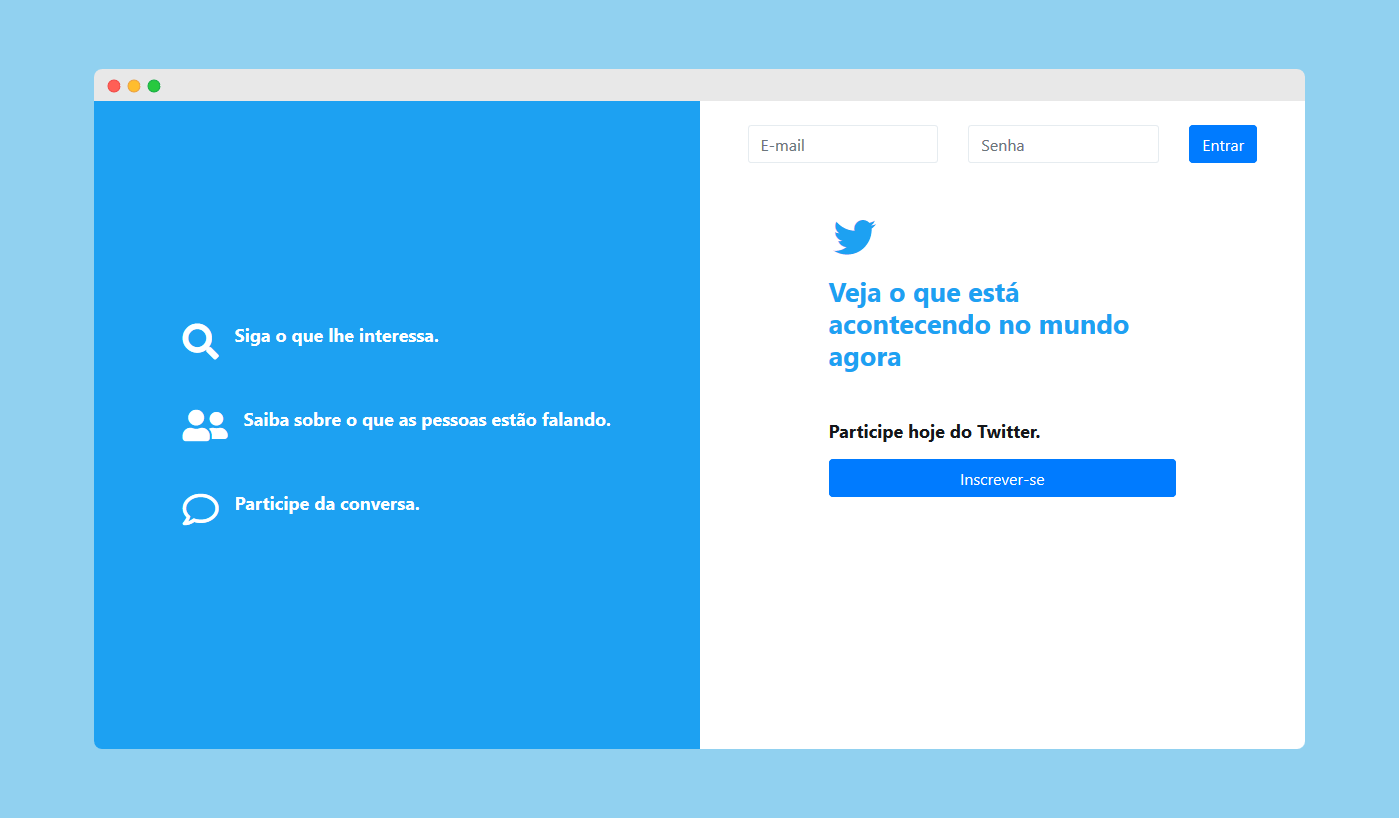 Siga o que lhe interessa.
Saiba sobre o que as pessoas estão falando.
Participe da conversa.
E-mail
Senha
Entrar
Veja o que está
acontecendo no mundo
agora
Participe hoje do Twitter.
Inscrever-se